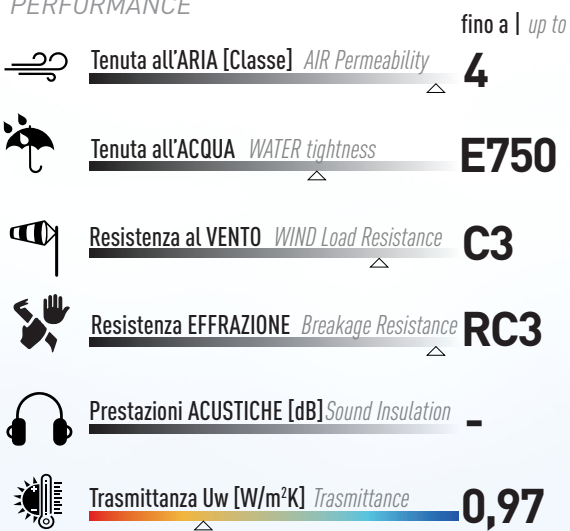 PERFORMANCE
fino a | up to
Tenuta all'ARIA [Classe] AIR Permeability 4
Tenuta all'ACQUA WATER tightness E750
Resistenza al VENTO WIND Load Resistance C3
Resistenza EFFRAZIONE Breakage Resistance RC3
Prestazioni ACUSTICHE [dB] Sound Insulation -
Trasmittanza Uw [W/m²K] Trasmittance 0,97